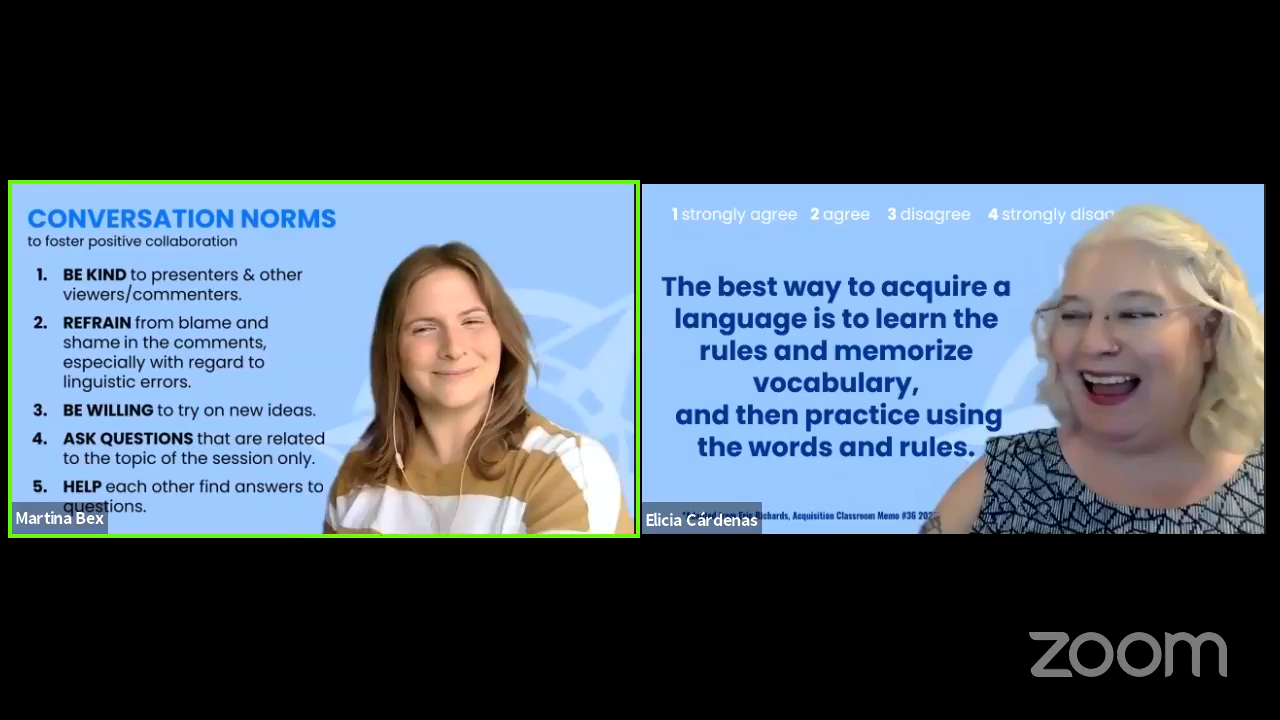 CONVERSATION NORMS
to foster positive collaboration
1. BE KIND to presenters & other
viewers/commenters.
2. REFRAIN from blame and
shame in the comments,
especially with regard to
linguistic errors.
3. BE WILLING to try on new ideas.
4. ASK QUESTIONS that are related
to the topic of the session only.
5. HELP each other find answers to
questions.
Martina Bex
1 strongly agree 2 agree 3 disagree 4 strongly disag
The best way to acquire a
language is to learn the
rules and memorize
vocabulary,
and then practice using
the words and rules.
Richards, Acquisition Classroom Memo #36
Elicia Cárdenas
zoom